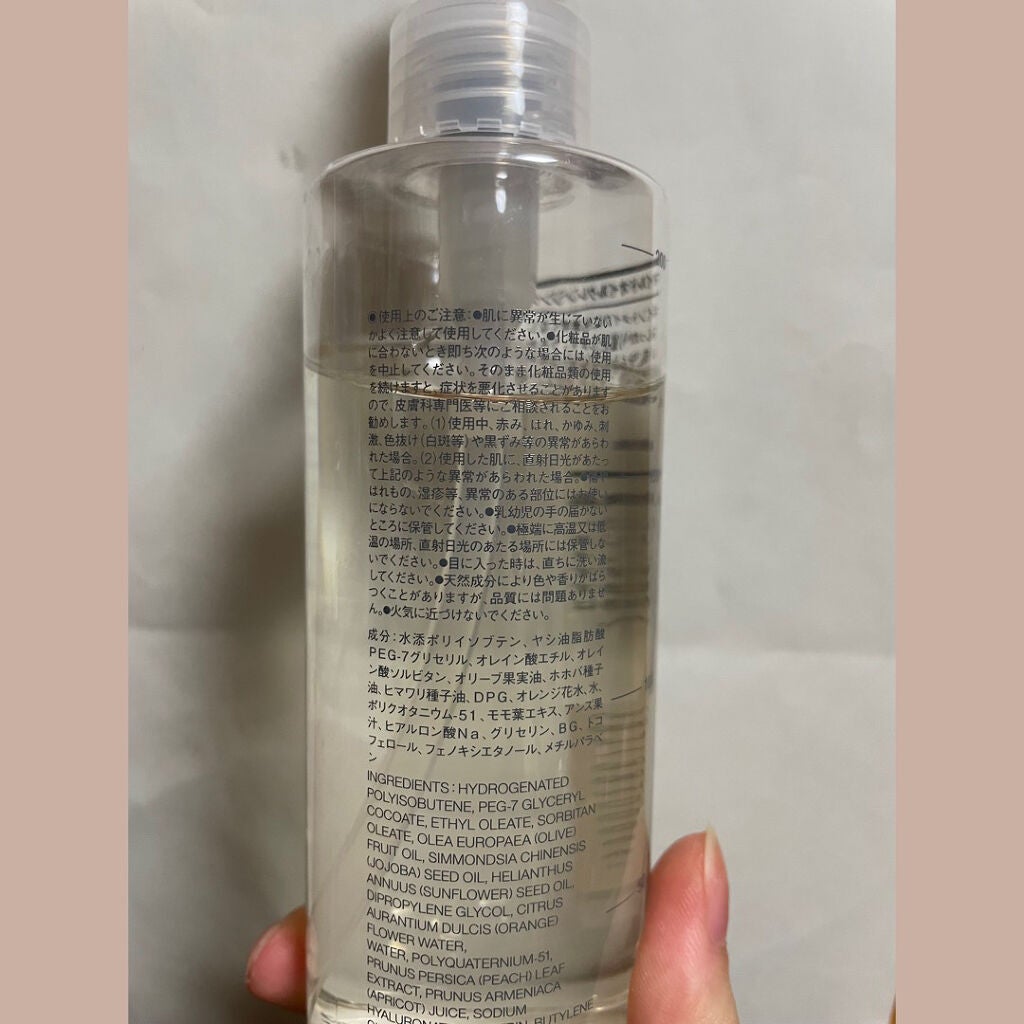 ●使用上のご注意:●肌に異常が生じていない
かよく注意して使用してください。●化粧品が肌
に合わないとき即ち次のような場合には、使用
を中止してください。そのまま化粧品類の使用
を続けますと、症状を悪化させることがあります
ので、皮膚科専門医等にご相談されることをお
勧めします。(1)使用中、赤み、はれ、かゆみ、刺
激、色抜け(白斑等)や黒ずみ等の異常があらわ
れた場合。(2)使用した肌に、直射日光があたっ
て上記のような異常があらわれた場合。●傷や
はれもの、湿疹等、異常のある部位にはお使い
にならないでください。●乳幼児の手の届かない
ところに保管してください。●極端に高温又は低
温の場所、直射日光のあたる場所には保管しな
いでください。●目に入った時は、直ちに洗い流
してください。●天然成分により色や香りがばら
つくことがありますが、品質には問題ありませ
ん。●火気に近づけないでください。
成分:水添ポリイソブテン、ヤシ油脂肪酸
PEG-7グリセリル、オレイン酸エチル、オレイ
ン酸ソルビタン、オリーブ果実油、ホホバ種子
油、ヒマワリ種子油、DPG、オレンジ花水、水、
ポリクオタニウム-51、モモ葉エキス、アンズ果
汁、ヒアルロン酸Na、グリセリン、BG、トコ
フェロール、フェノキシエタノール、メチルパラベ
ン
INGREDIENTS:HYDROGENATED
POLYISOBUTENE, PEG-7 GLYCERYL
COCOATE, ETHYL OLEATE, SORBITAN
OLEATE, OLEA EUROPAEA (OLIVE)
FRUIT OIL, SIMMONDSIA CHINENSIS
(JOJOBA) SEED OIL, HELIANTHUS
ANNUUS (SUNFLOWER) SEED OIL,
DIPROPYLENE GLYCOL, CITRUS
AURANTIUM DULCIS (ORANGE)
FLOWER WATER,
WATER, POLYQUATERNIUM-51,
PRUNUS PERSICA (PEACH) LEAF
EXTRACT, PRUNUS ARMENIACA
(APRICOT) JUICE, SODIUM
BUTYLENE